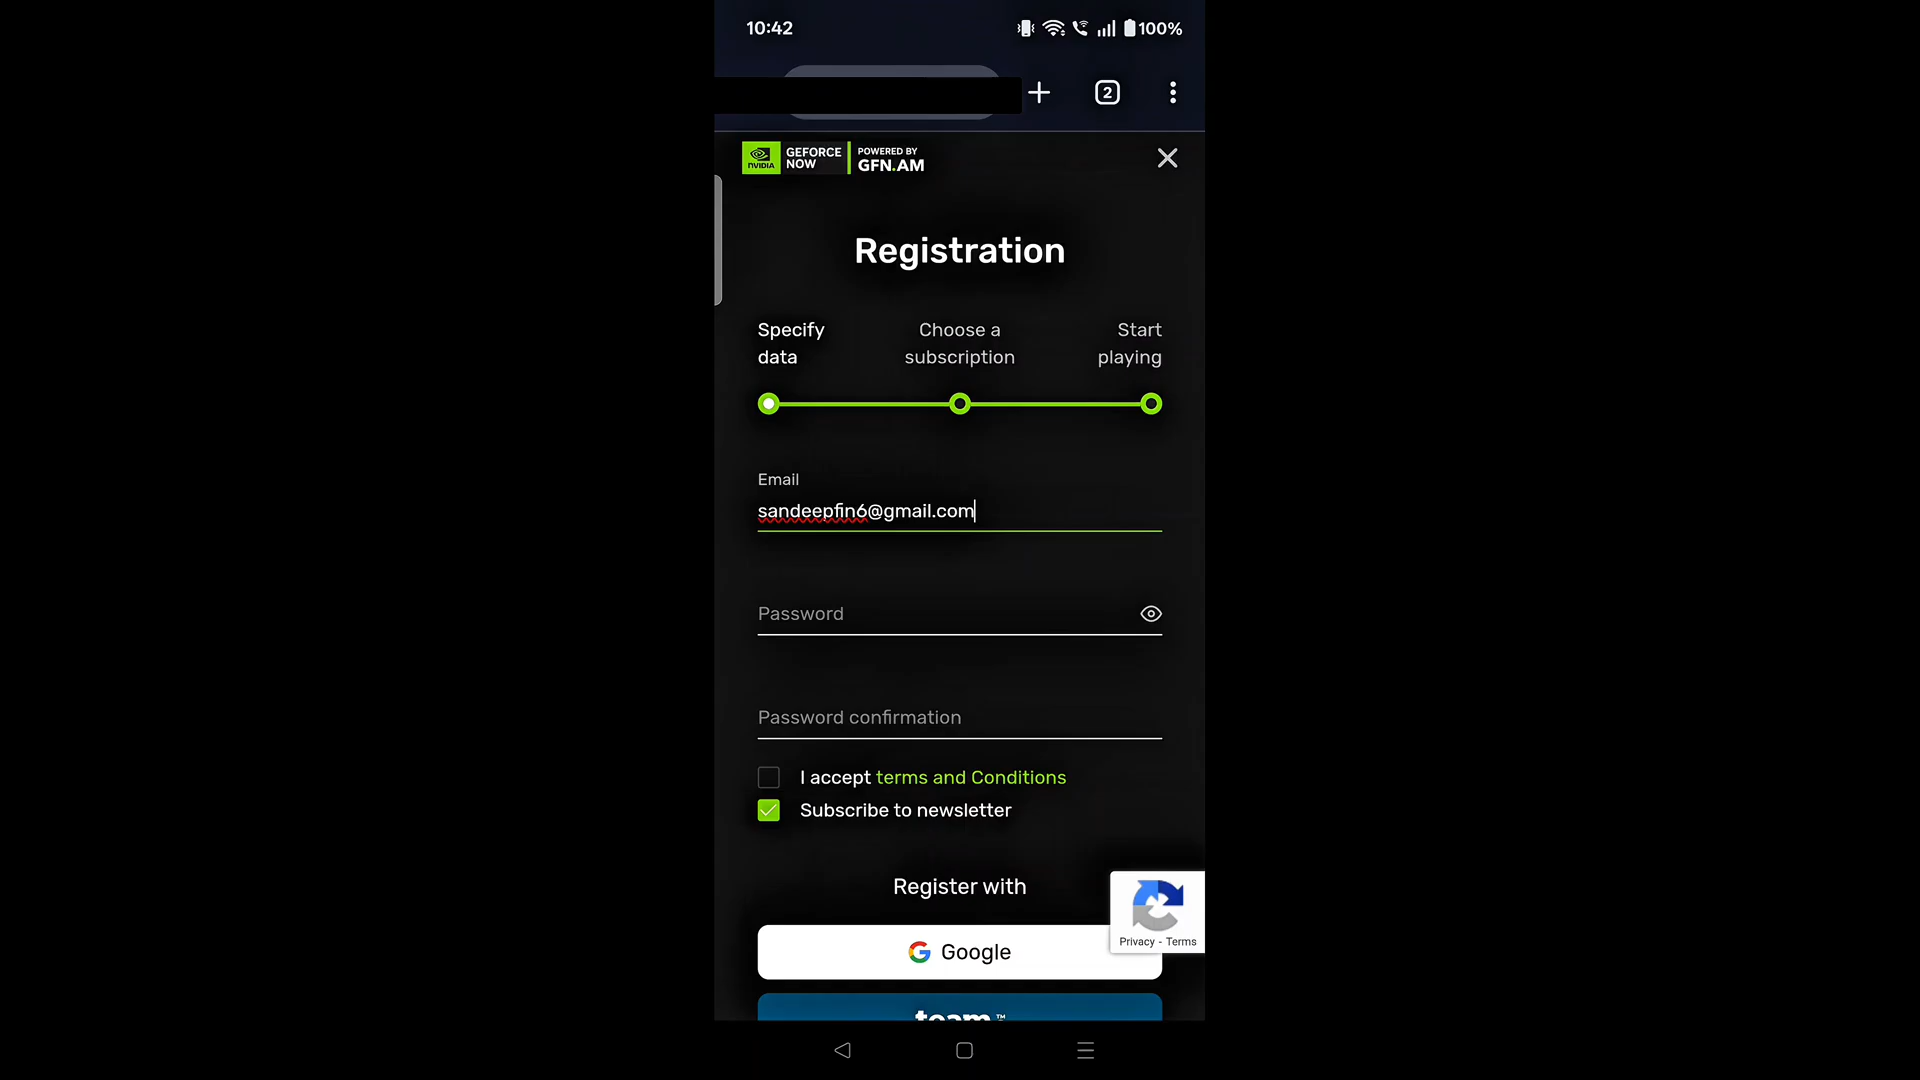 10:42
100%
2
NVIDIA
GEFORCE
NOW
POWERED BY
GFN.AM
Registration
Specify
data
Choose a
subscription
Start
playing
Email
sandeepfin6@gmail.com
Password
Password confirmation
I accept terms and Conditions
Subscribe to newsletter
Register with
Google
Privacy - Terms